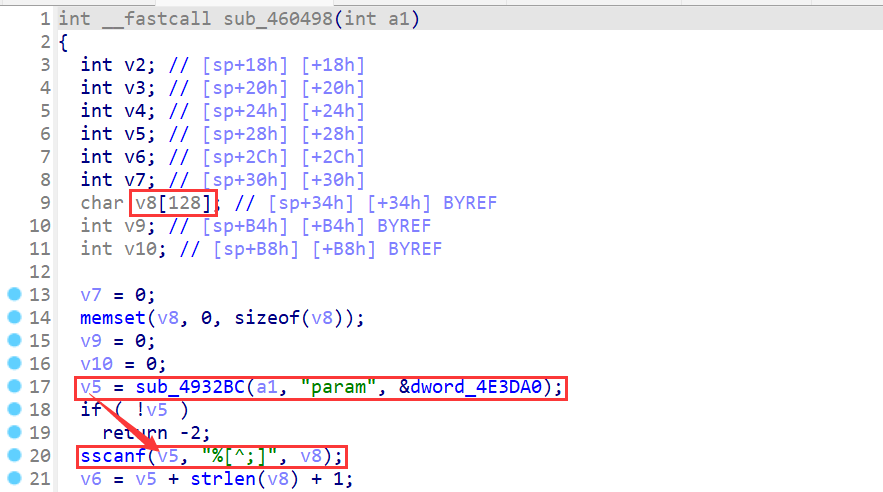 1 int __fastcall sub_460498(int a1)
2 {
3 int v2; // [sp+18h] [+18h]
4 int v3; // [sp+20h] [+20h]
5 int v4; // [sp+24h] [+24h]
6 int v5; // [sp+28h] [+28h]
7 int v6; // [sp+2Ch] [+2Ch]
8 int v7; // [sp+30h] [+30h]
9 char v8[128]; // [sp+34h] [+34h] BYREF
10 int v9; // [sp+B4h] [+B4h] BYREF
11 int v10; // [sp+B8h] [+B8h] BYREF
12
13 v7 = 0;
14 memset(v8, 0, sizeof(v8));
15 v9 = 0;
16 v10 = 0;
17 v5 = sub_4932BC(a1, "param", &dword_4E3DA0);
18 if ( !v5 )
19 return -2;
20 sscanf(v5, "%[^;]", v8);
21 v6 = v5 + strlen(v8) + 1;